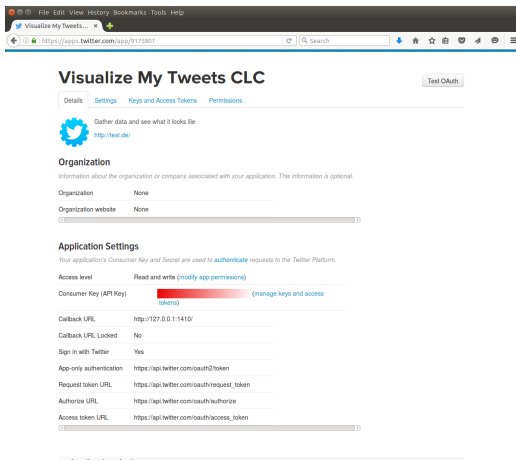 File Edit View History Bookmarks Tools Help
Visualize My Tweets... ×
https://apps.twitter.com/app/9175807
Search
Visualize My Tweets CLC
Test OAuth
Details Settings Keys and Access Tokens Permissions
Gather data and see what it looks lile
http://test.de/
Organization
Information about the organization or company associated with your application. This information is optional.
Organization None
Organization website None
Application Settings
Your application's Consumer Key and Secret are used to authenticate requests to the Twitter Platform.
Access level Read and write (modify app permissions)
Consumer Key (API Key) (manage keys and access
tokens)
Callback URL http://127.0.0.1:1410/
Callback URL Locked No
Sign in with Twitter Yes
App-only authentication https://api.twitter.com/oauth2/token
Request token URL https://api.twitter.com/oauth/request_token
Authorize URL https://api.twitter.com/oauth/authorize
Access token URL https://api.twitter.com/oauth/access_token